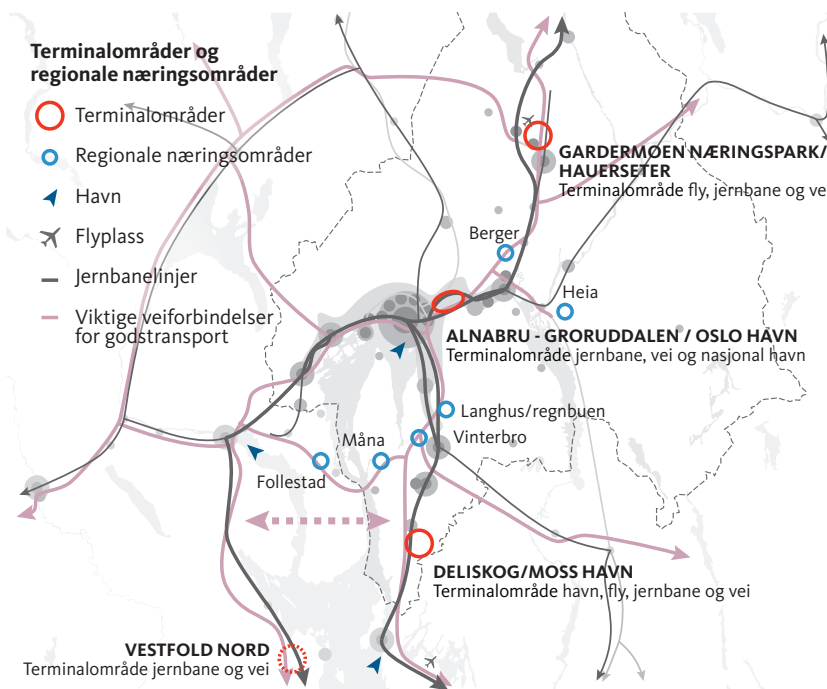 Terminalområder og
regionale næringsområder
Terminalområder
Regionale næringsområder
Havn
Flyplass
Jernbanelinjer
Viktige veiforbindelser
for godstransport
GARDERMOEN NÆRINGSPARK/
HAUERSETER
Terminalområde fly, jernbane og ve
Berger
Heia
ALNABRU - GRORUDDALEN / OSLO HAVN
Terminalområde jernbane, vei og nasjonal havn
Langhus/regnbuen
Vinterbro
Måna
Follestad
DELISKOG/MOSS HAVN
Terminalområde havn, fly, jernbane og vei
VESTFOLD NORD
Terminalområde jernbane og vei